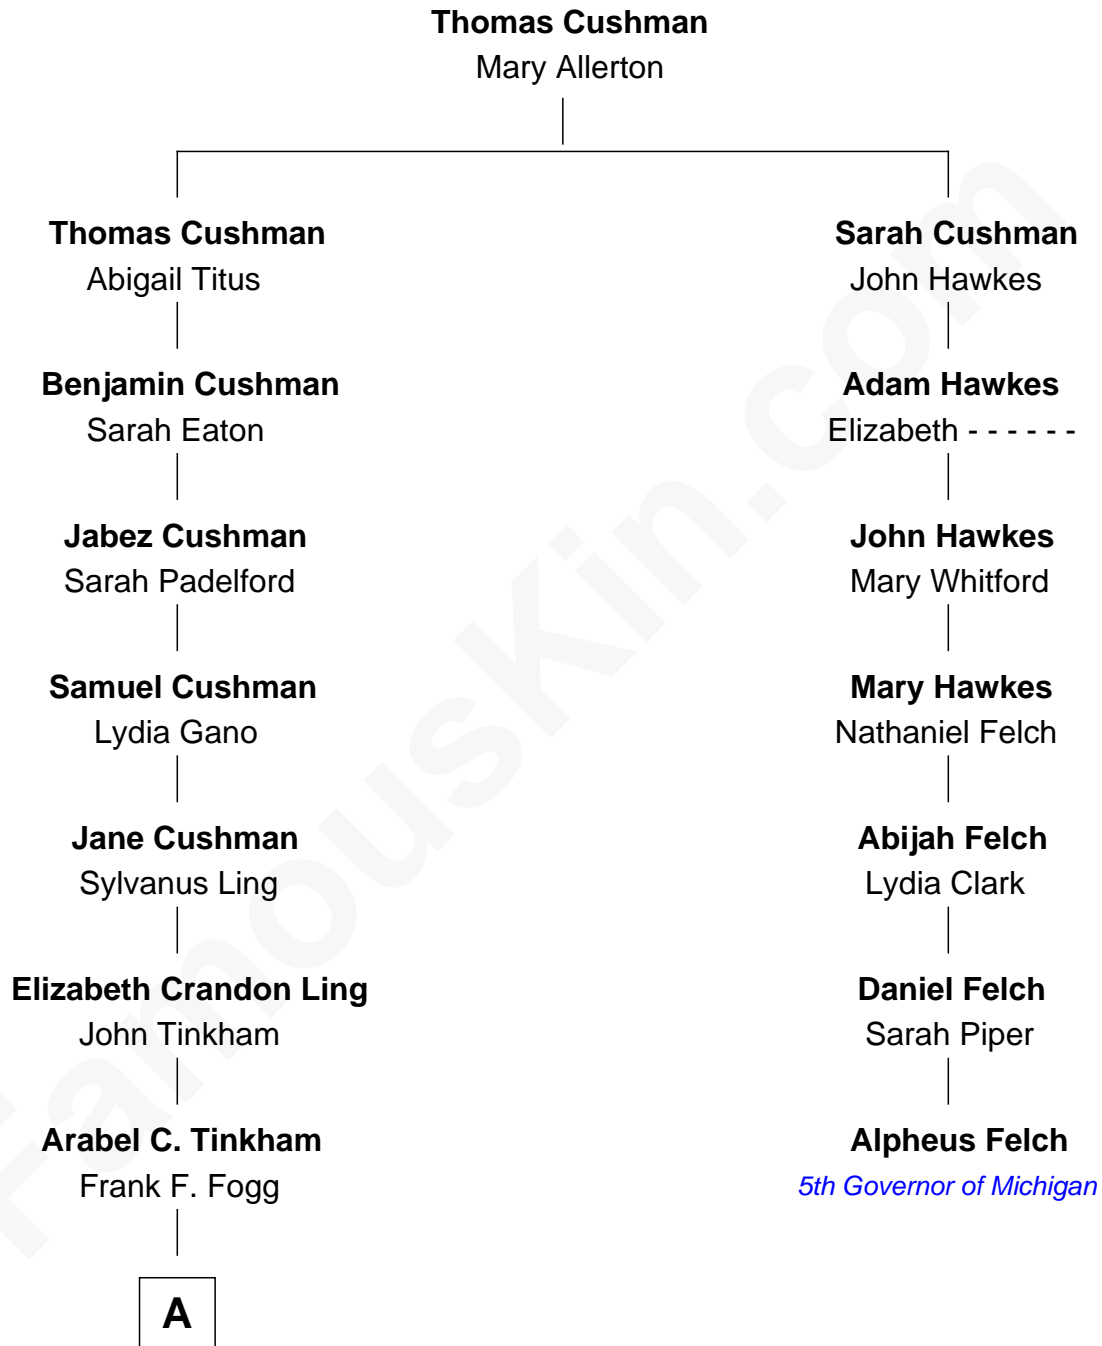 Thomas Cushman
Mary Allerton
Thomas Cushman
Abigail Titus
Sarah Cushman
John Hawkes
Benjamin Cushman
Sarah Eaton
Adam Hawkes
Elizabeth - - - - - -
Jabez Cushman
Sarah Padelford
John Hawkes
Mary Whitford
Samuel Cushman
Lydia Gano
Mary Hawkes
Nathaniel Felch
Jane Cushman
Sylvanus Ling
Abijah Felch
Lydia Clark
Elizabeth Crandon Ling
John Tinkham
Daniel Felch
Sarah Piper
Arabel C. Tinkham
Frank F. Fogg
Alpheus Felch
5th Governor of Michigan
A
FamousKin.com